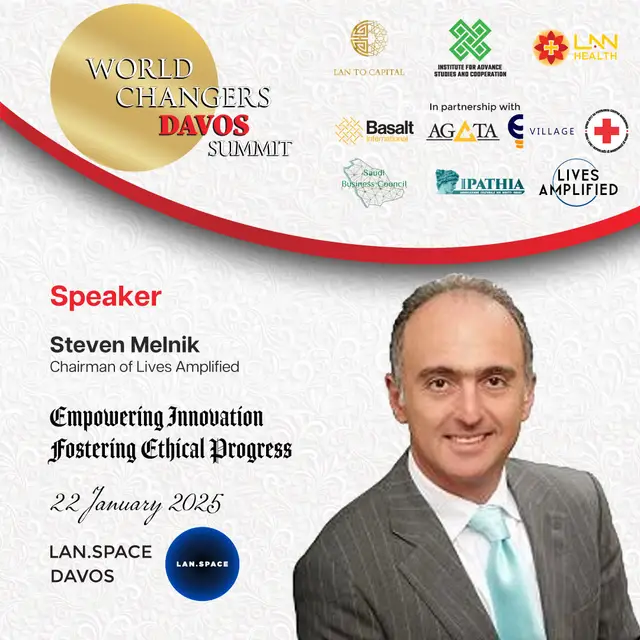 WORLD
CHANGERS
DAVOS
SUMMIT
LAN TO CAPITAL
INSTITUTE FOR ADVANCE
STUDIES AND COOPERATION
LNN
HEALTH
In partnership with
Basalt
International
AGATA
VILLAGE
Saudi
Business Council
PATHIA
LIVES
AMPLIFIED
Speaker
Steven Melnik
Chairman of Lives Amplified
Empowering Innovation
Fostering Ethical Progress
22 January 2025
LAN.SPACE
DAVOS
LAN.SPACE